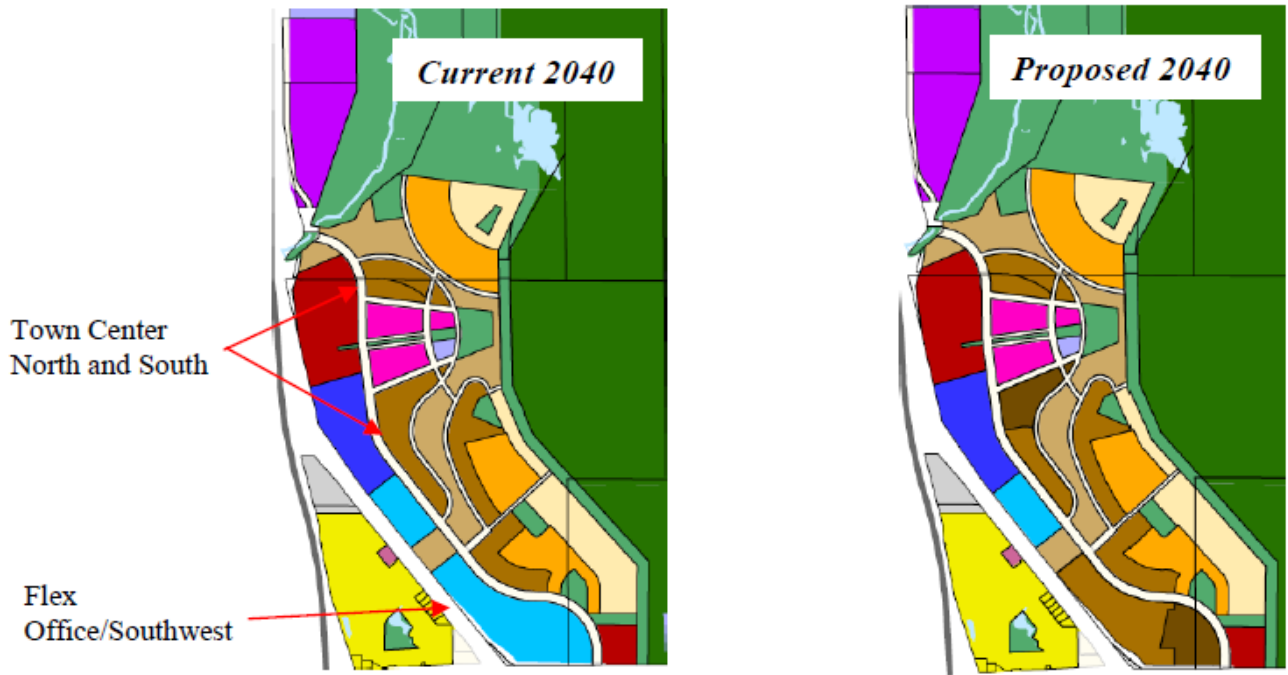 Current 2040
Proposed 2040
Town Center
North and South
Flex
Office/Southwest